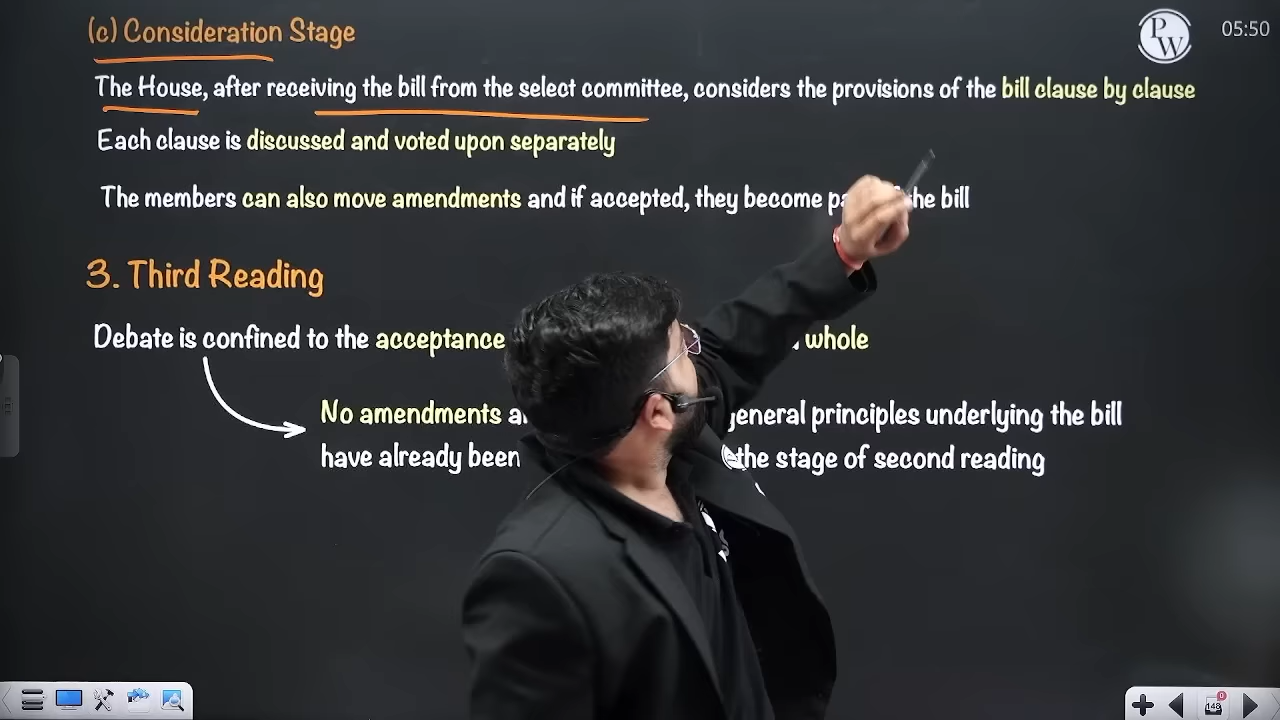 (c) Consideration Stage
PW
05:50
The House, after receiving the bill from the select committee, considers the provisions of the bill clause by clause
Each clause is discussed and voted upon separately
The members can also move amendments and if accepted, they become the bill
3. Third Reading
Debate is confined to the acceptance whole
No amendments general principles underlying the bill
have already been the stage of second reading
148
0